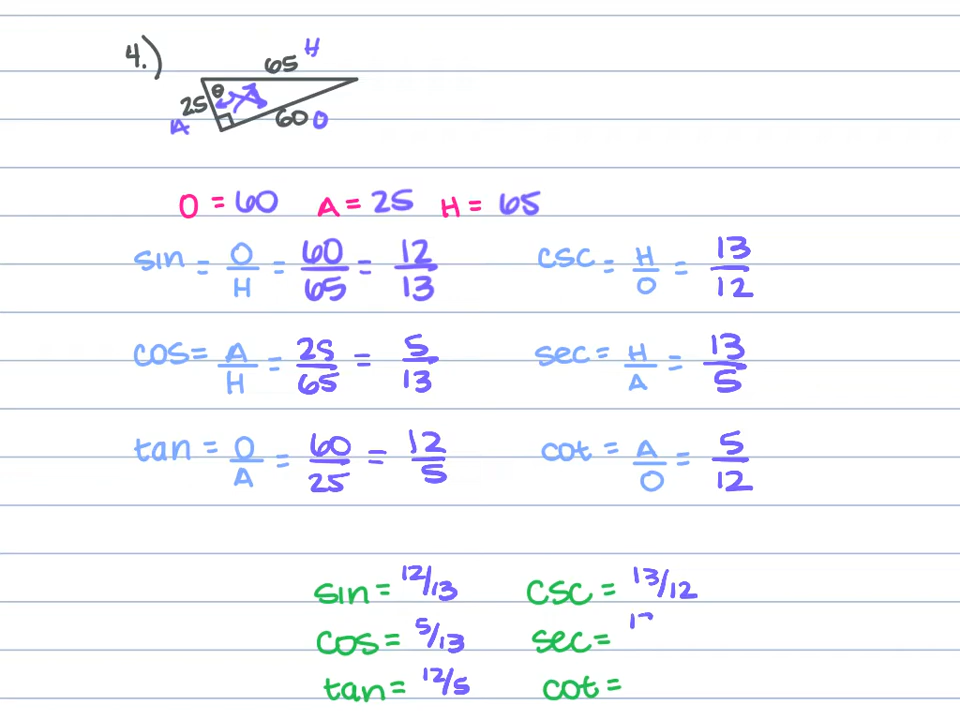 4.)
65 H
θ
25
A
60 O
O = 60 A = 25 H = 65
sin = O/H = 60/65 = 12/13 csc = H/O = 13/12
cos = A/H = 25/65 = 5/13 sec = H/A = 13/5
tan = O/A = 60/25 = 12/5 cot = A/O = 5/12
sin = 12/13 csc = 13/12
cos = 5/13 sec =
tan = 12/5 cot =